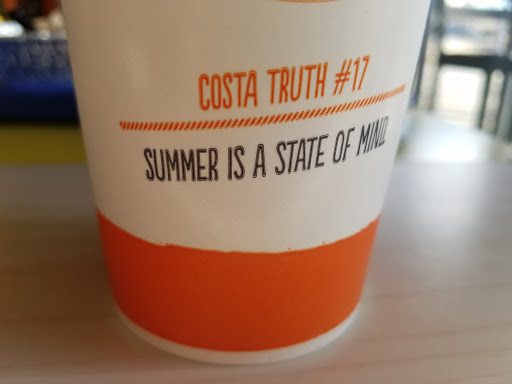 COSTA TRUTH #17
SUMMER IS A STATE OF MIND.